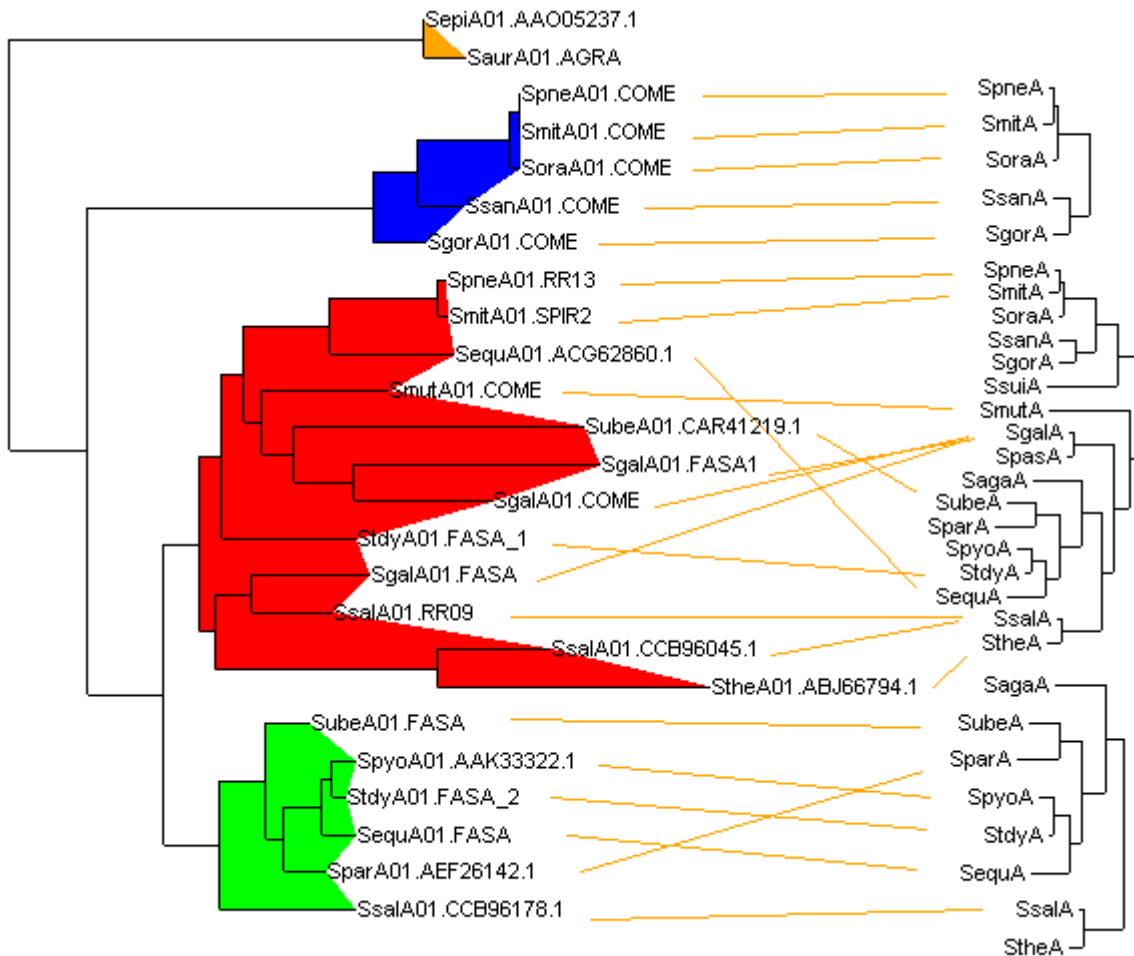 SepiA01.AAO05237.1
SaurA01.AGRA
SpneA01.COME
SmitA01.COME
SoraA01.COME
SsanA01.COME
SgorA01.COME
SpneA01.RR13
SmitA01.SPIR2
SequA01.ACG62860.1
SmutA01.COME
SubeA01.CAR41219.1
SgalA01.FASA1
SgalA01.COME
StdyA01.FASA_1
SgalA01.FASA
SsalA01.RR09
SsalA01.CCB96045.1
StheA01.ABJ66794.1
SubeA01.FASA
SpyoA01.AAK33322.1
StdyA01.FASA_2
SequA01.FASA
SparA01.AEF26142.1
SsalA01.CCB96178.1
SpneA
SmitA
SoraA
SsanA
SgorA
SpneA
SmitA
SoraA
SsanA
SgorA
SsuiA
SmutA
SgalA
SpasA
SagaA
SubeA
SparA
SpyoA
StdyA
SequA
SsalA
StheA
SagaA
SubeA
SparA
SpyoA
StdyA
SequA
SsalA
StheA